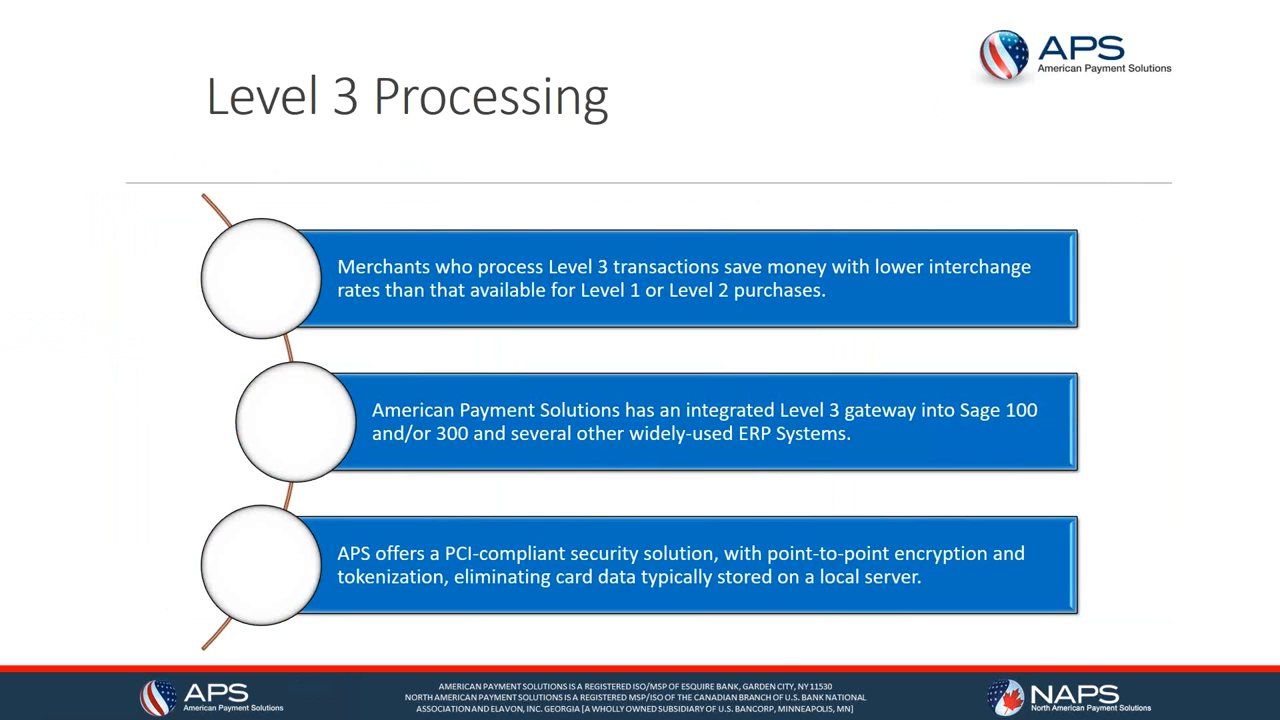 APS
American Payment Solutions
Level 3 Processing
Merchants who process Level 3 transactions save money with lower interchange
rates than that available for Level 1 or Level 2 purchases.
American Payment Solutions has an integrated Level 3 gateway into Sage 100
and/or 300 and several other widely-used ERP Systems.
APS offers a PCI-compliant security solution, with point-to-point encryption and
tokenization, eliminating card data typically stored on a local server.
APS
American Payment Solutions
AMERICAN PAYMENT SOLUTIONS IS A REGISTERED ISO/MSP OF ESQUIRE BANK, GARDEN CITY, NY 11530
NORTH AMERICAN PAYMENT SOLUTIONS IS A REGISTERED MSP/ISO OF THE CANADIAN BRANCH OF U.S. BANK NATIONAL
ASSOCIATION AND ELAVON, INC. GEORGIA [A WHOLLY OWNED SUBSIDIARY OF U.S. BANCORP, MINNEAPOLIS, MN]
NAPS
North American Payment Solutions